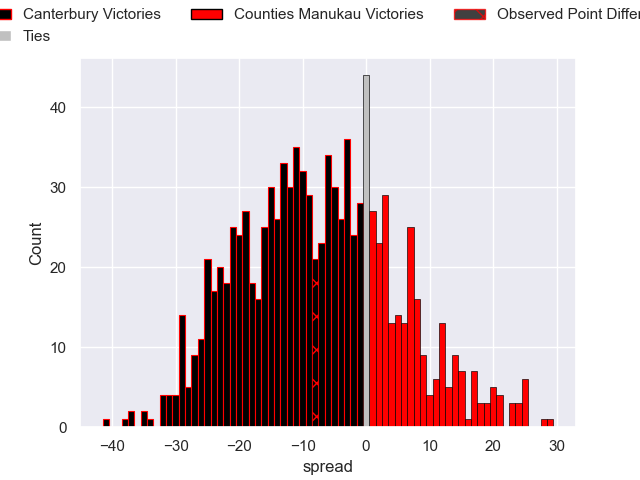 Canterbury Victories Counties Manukau Victories Observed Point Differ
Ties
40
30
20
10
0
Count
−40 −30 −20 −10 0 10 20 30
spread